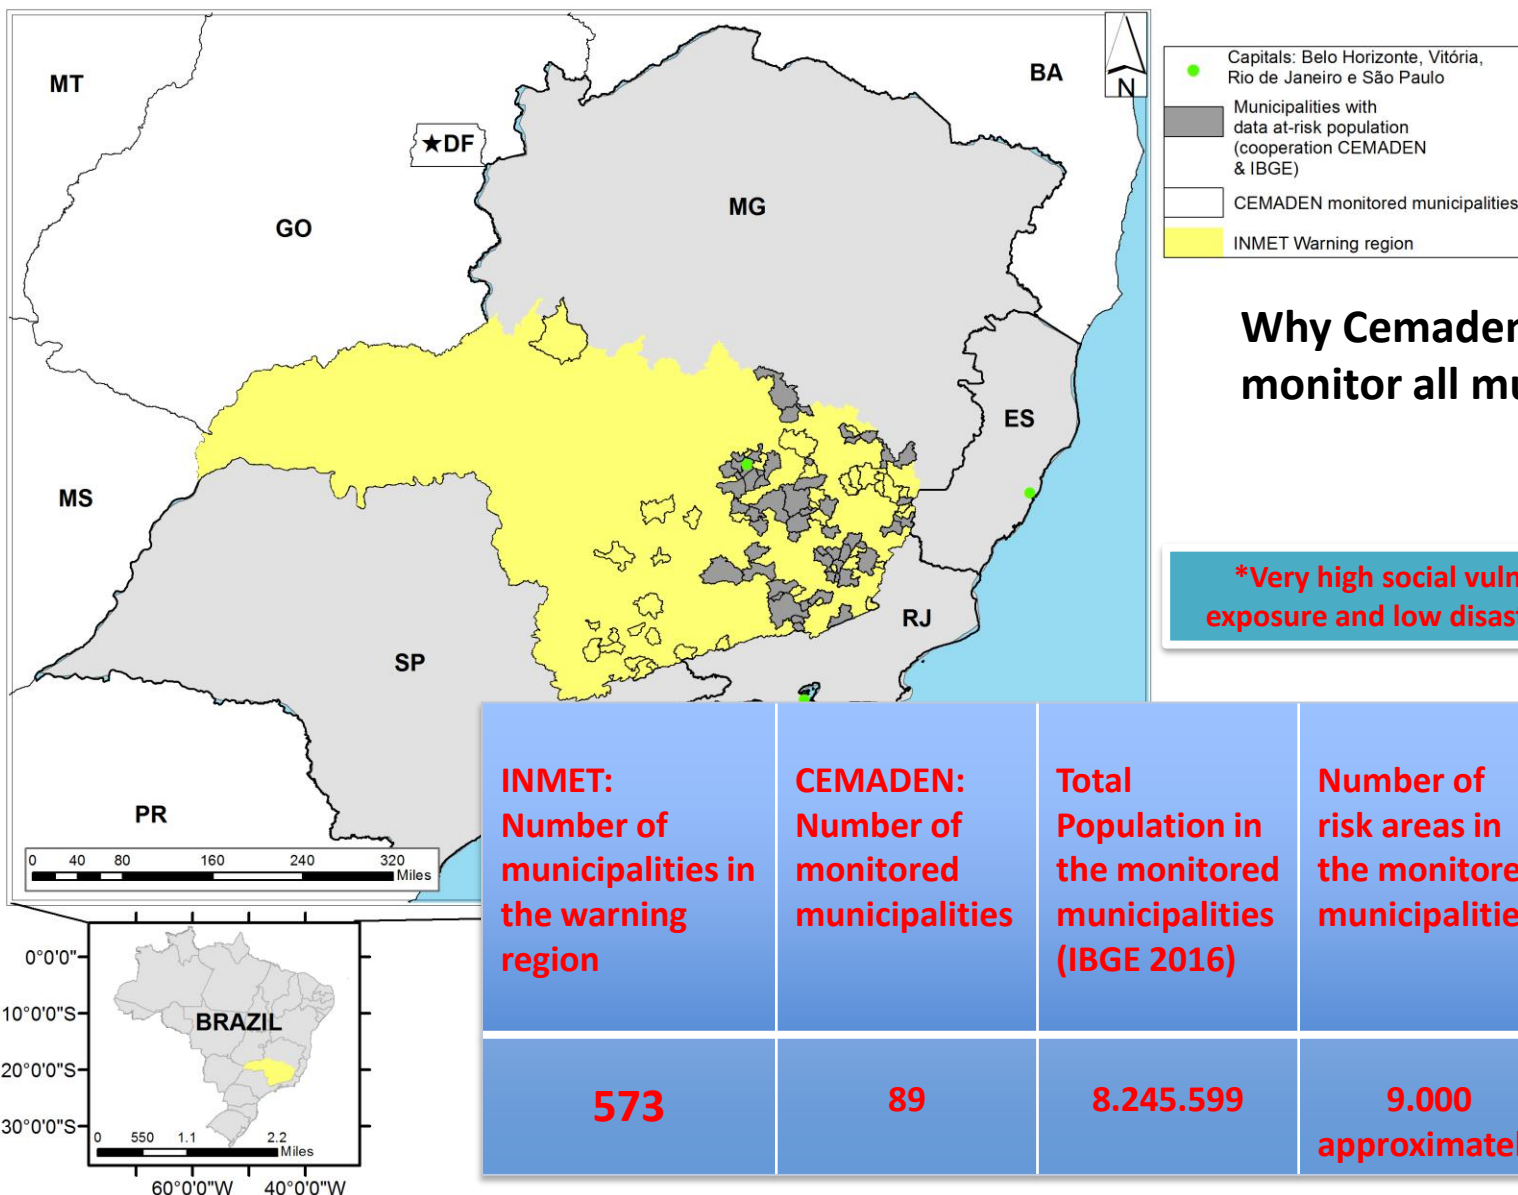 MT
BA
N
★DF
MG
GO
ES
MS
RJ
SP
PR
0 40 80 160 240 320
Miles
Capitals: Belo Horizonte, Vitória,
Rio de Janeiro e São Paulo
Municipalities with
data at-risk population
(cooperation CEMADEN
& IBGE)
CEMADEN monitored municipalities
INMET Warning region
Why Cemaden
monitor all mu
*Very high social vuln
exposure and low disast
INMET:
Number of
municipalities in
the warning
region
CEMADEN:
Number of
monitored
municipalities
Total
Population in
the monitored
municipalities
(IBGE 2016)
Number of
risk areas in
the monitore
municipalitie
573
89
8.245.599
9.000
approximatel
0°0'0"
10°0'0"S
20°0'0"S
30°0'0"S
BRAZIL
0 550 1.1 2.2
Miles
60°0'0"W 40°0'0"W